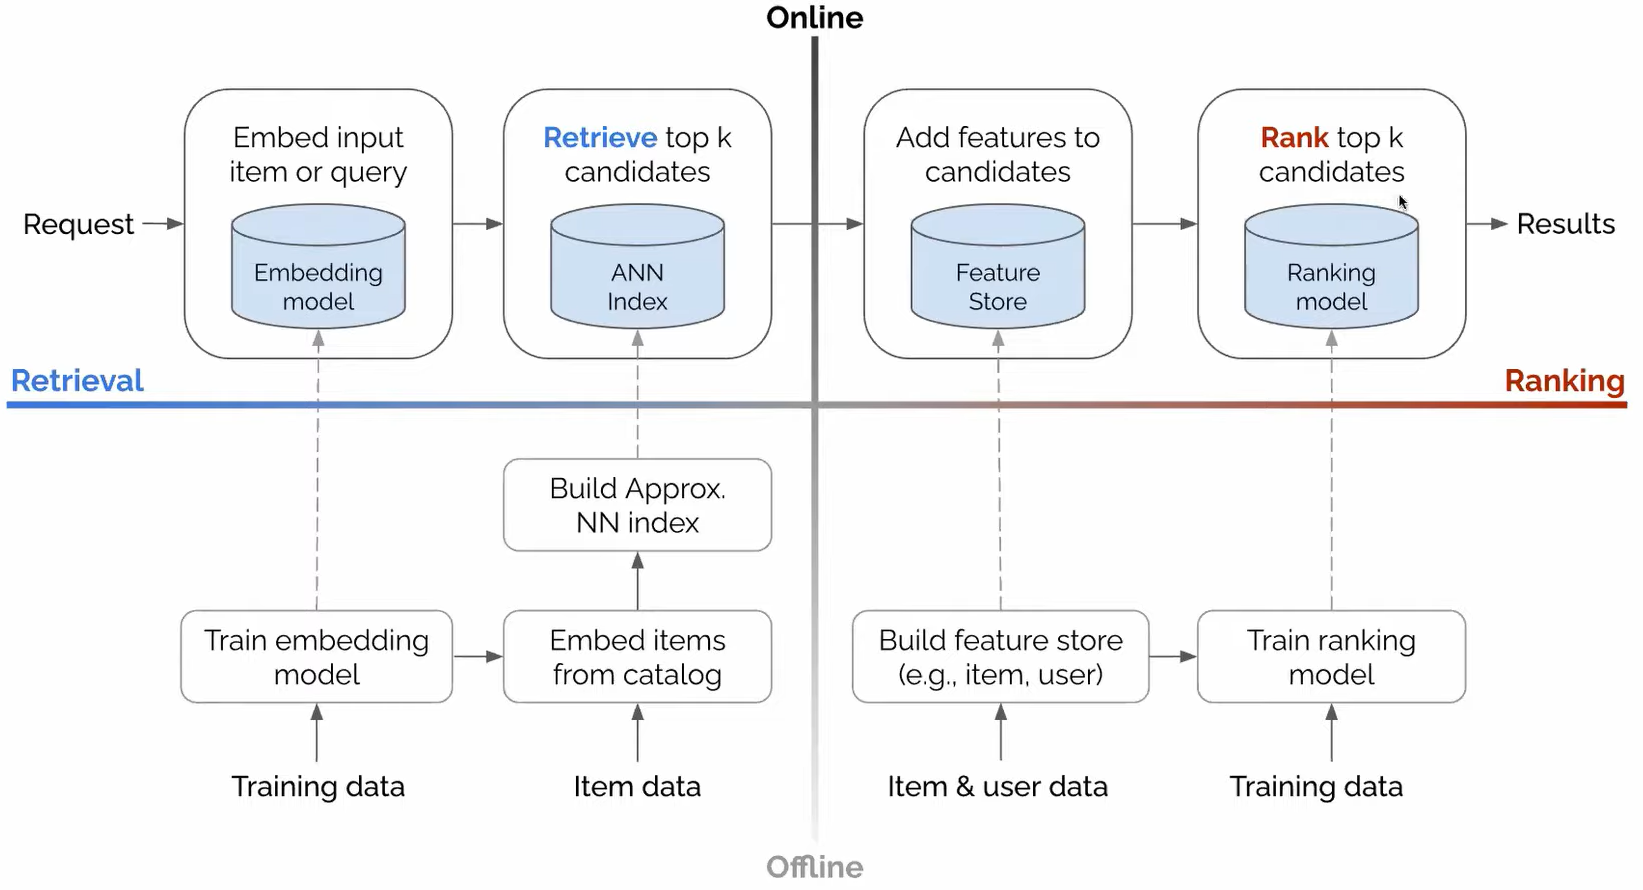 Online
Embed input
item or query
Embedding
model
Retrieve top k
candidates
ANN
Index
Add features to
candidates
Feature
Store
Rank top k
candidates
Ranking
model
Request
Results
Retrieval
Ranking
Build Approx.
NN index
Train embedding
model
Embed items
from catalog
Build feature store
(e.g., item, user)
Train ranking
model
Training data
Item data
Item & user data
Training data
Offline